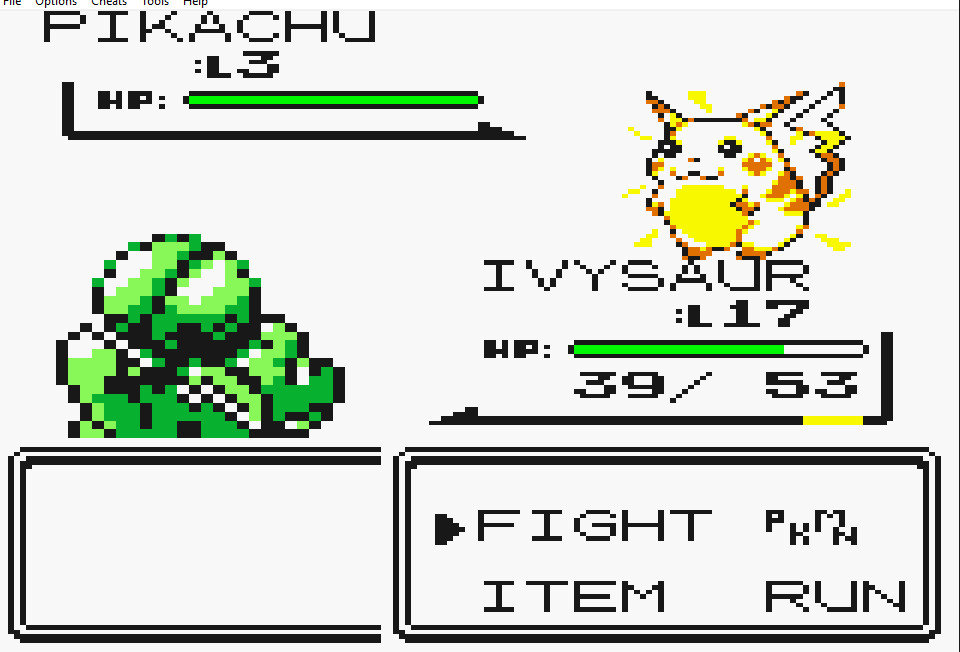 File Options Cheats Tools Help
PIKACHU
:L3
HP:
IVYSAUR
:L17
HP:
39/ 53
FIGHT PKMN
ITEM RUN